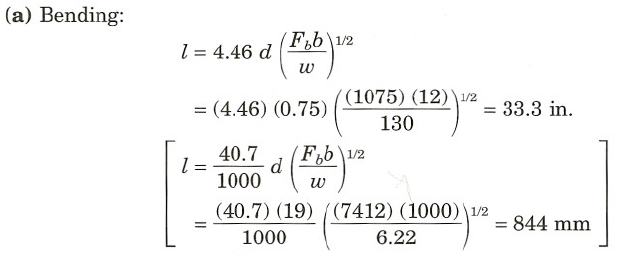 (a) Bending:
l = 4.46 d (F_b b / w)^{1/2}
= (4.46) (0.75) ((1075) (12) / 130)^{1/2} = 33.3 in.
[ l = 40.7 / 1000 d (F_b b / w)^{1/2}
= (40.7) (19) / 1000 ((7412) (1000) / 6.22)^{1/2} = 844 mm ]